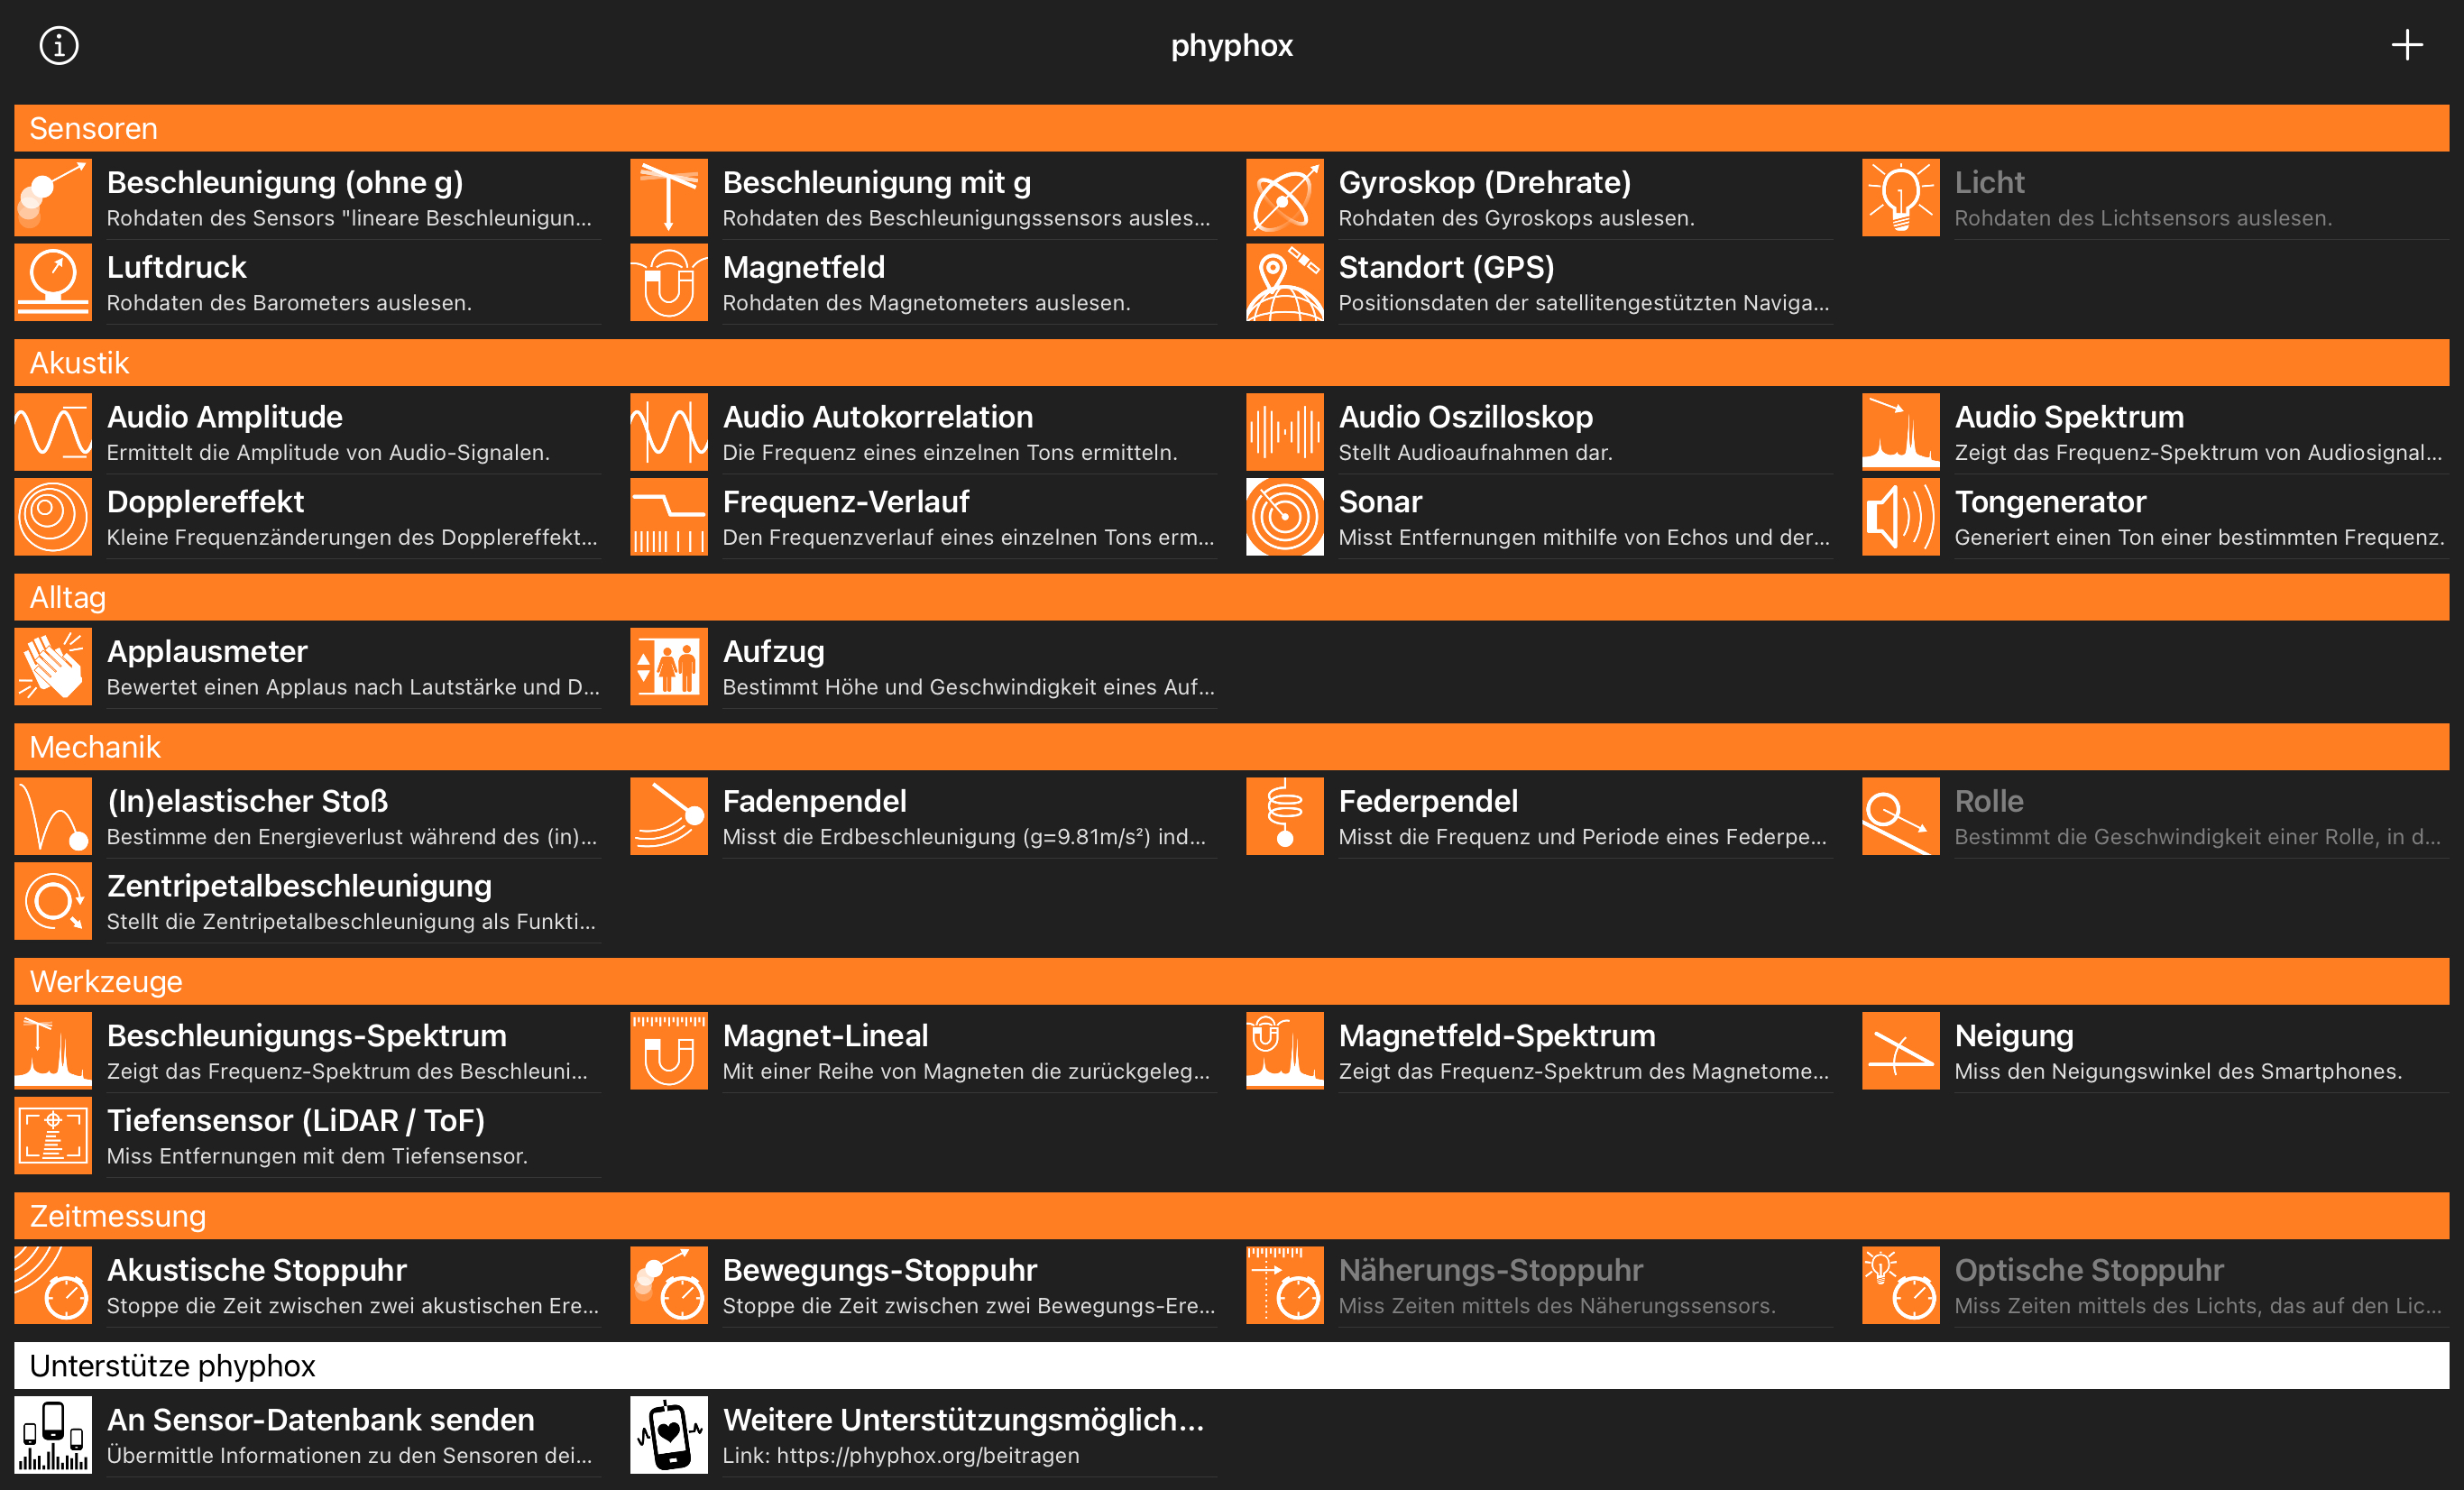 phyphox
Sensoren
Beschleunigung (ohne g)
Rohdaten des Sensors "lineare Beschleunigun...
Beschleunigung mit g
Rohdaten des Beschleunigungssensors ausles...
Gyroskop (Drehrate)
Rohdaten des Gyroskops auslesen.
Licht
Rohdaten des Lichtsensors auslesen.
Luftdruck
Rohdaten des Barometers auslesen.
Magnetfeld
Rohdaten des Magnetometers auslesen.
Standort (GPS)
Positionsdaten der satellitengestützten Naviga...
Akustik
Audio Amplitude
Ermittelt die Amplitude von Audio-Signalen.
Audio Autokorrelation
Die Frequenz eines einzelnen Tons ermitteln.
Audio Oszilloskop
Stellt Audioaufnahmen dar.
Audio Spektrum
Zeigt das Frequenz-Spektrum von Audiosignal...
Dopplereffekt
Kleine Frequenzänderungen des Dopplereffekt...
Frequenz-Verlauf
Den Frequenzverlauf eines einzelnen Tons erm...
Sonar
Misst Entfernungen mithilfe von Echos und der...
Tongenerator
Generiert einen Ton einer bestimmten Frequenz.
Alltag
Applausmeter
Bewertet einen Applaus nach Lautstärke und D...
Aufzug
Bestimmt Höhe und Geschwindigkeit eines Auf...
Mechanik
(In)elastischer Stoß
Bestimme den Energieverlust während des (in)...
Fadenpendel
Misst die Erdbeschleunigung (g=9.81m/s²) ind...
Federpendel
Misst die Frequenz und Periode eines Federpe...
Rolle
Bestimmt die Geschwindigkeit einer Rolle, in d...
Zentripetalbeschleunigung
Stellt die Zentripetalbeschleunigung als Funkti...
Werkzeuge
Beschleunigungs-Spektrum
Zeigt das Frequenz-Spektrum des Beschleuni...
Magnet-Lineal
Mit einer Reihe von Magneten die zurückgeleg...
Magnetfeld-Spektrum
Zeigt das Frequenz-Spektrum des Magnetome...
Neigung
Miss den Neigungswinkel des Smartphones.
Tiefensensor (LiDAR / ToF)
Miss Entfernungen mit dem Tiefensensor.
Zeitmessung
Akustische Stoppuhr
Stoppe die Zeit zwischen zwei akustischen Ere...
Bewegungs-Stoppuhr
Stoppe die Zeit zwischen zwei Bewegungs-Ere...
Näherungs-Stoppuhr
Miss Zeiten mittels des Näherungssensors.
Optische Stoppuhr
Miss Zeiten mittels des Lichts, das auf den Lic...
Unterstütze phyphox
An Sensor-Datenbank senden
Übermittle Informationen zu den Sensoren dei...
Weitere Unterstützungsmöglich...
Link: https://phyphox.org/beitragen